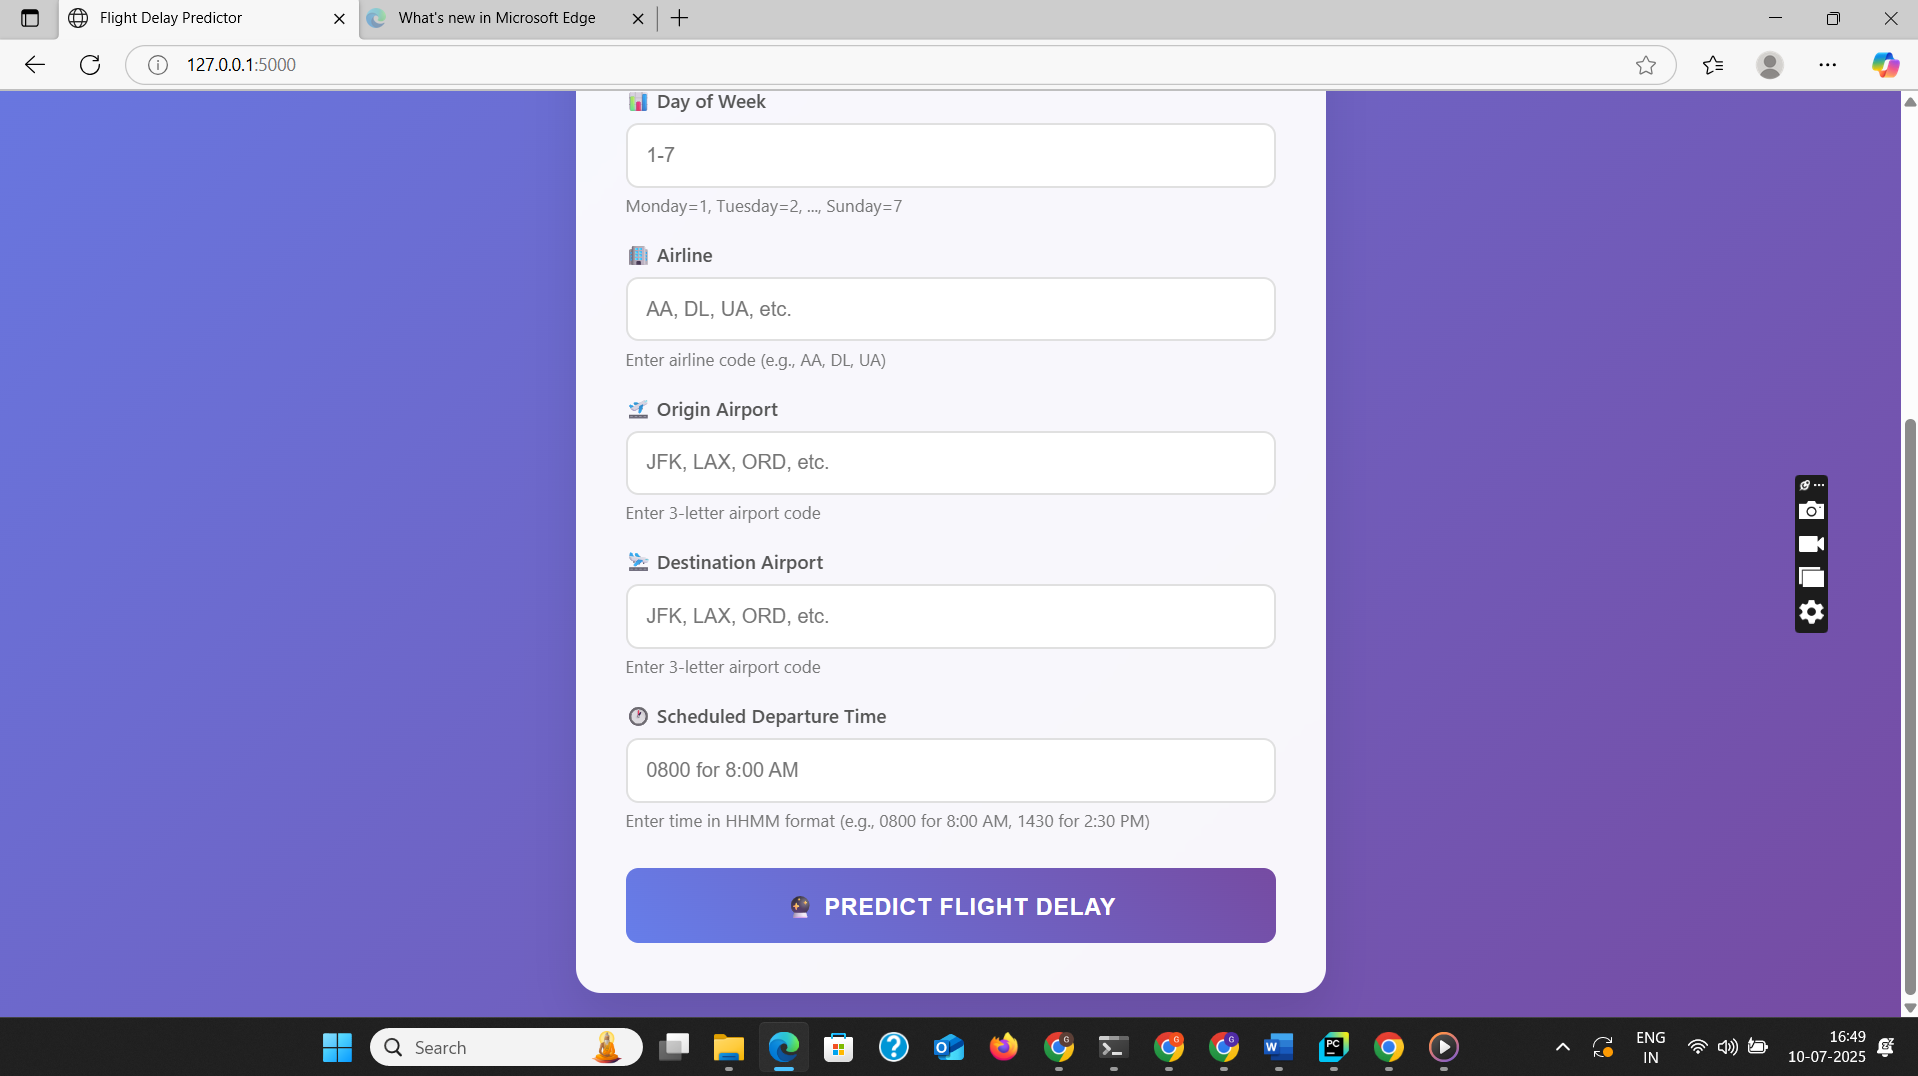 Flight Delay Predictor
What's new in Microsoft Edge
127.0.0.1:5000
Day of Week
1-7
Monday=1, Tuesday=2, ..., Sunday=7
Airline
AA, DL, UA, etc.
Enter airline code (e.g., AA, DL, UA)
Origin Airport
JFK, LAX, ORD, etc.
Enter 3-letter airport code
Destination Airport
JFK, LAX, ORD, etc.
Enter 3-letter airport code
Scheduled Departure Time
0800 for 8:00 AM
Enter time in HHMM format (e.g., 0800 for 8:00 AM, 1430 for 2:30 PM)
PREDICT FLIGHT DELAY
Search
ENG
IN
16:49
10-07-2025